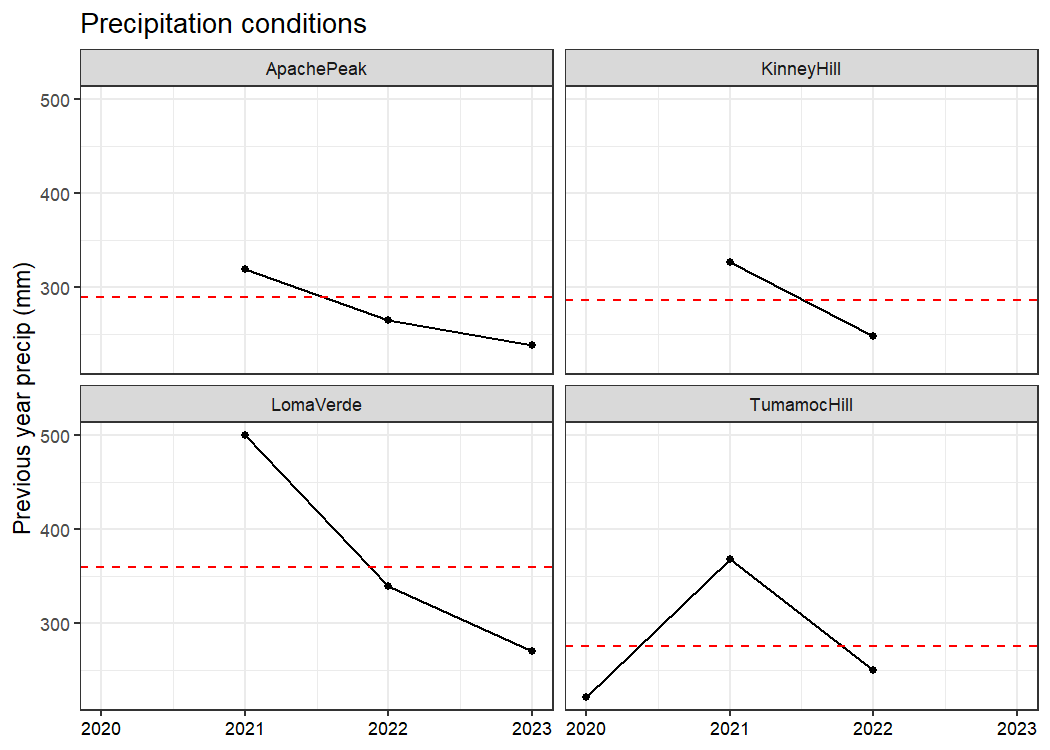 Precipitation conditions
ApachePeak
KinneyHill
500
400
300
Previous year precip (mm)
LomaVerde
TumamocHill
500
400
300
2020 2021 2022 2023 2020 2021 2022 2023